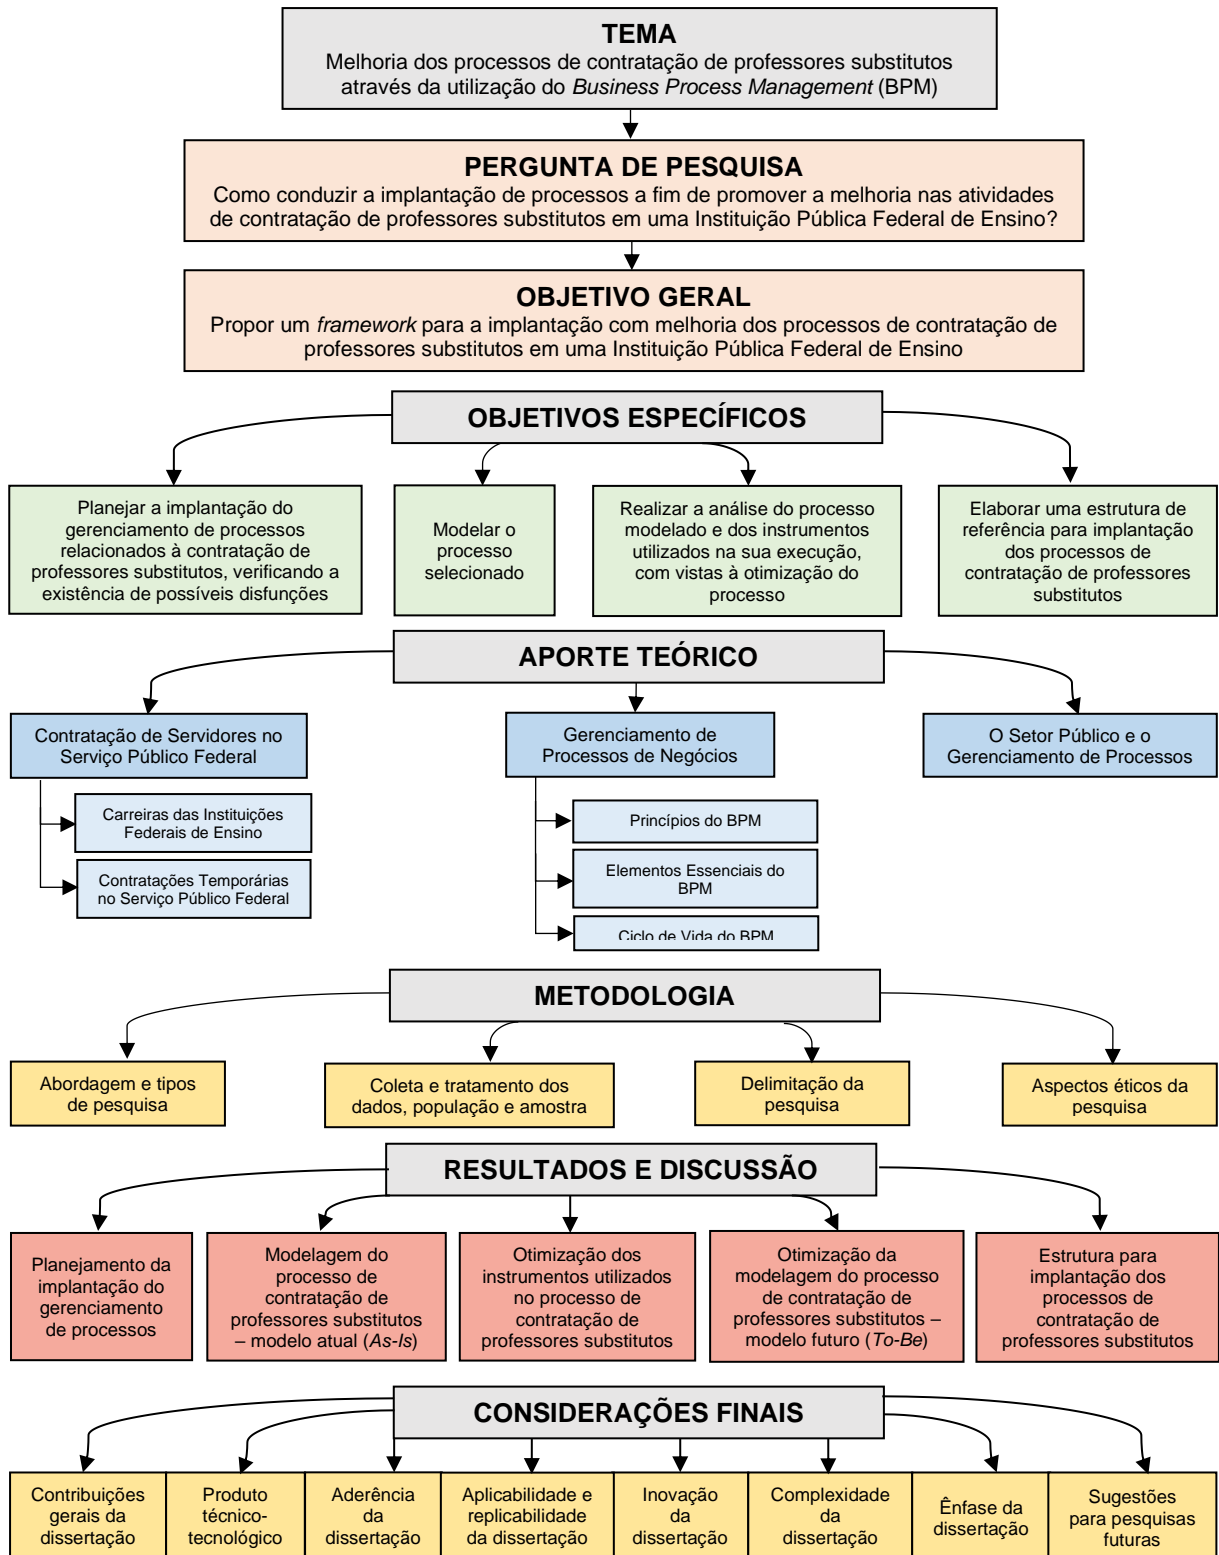 TEMA
Melhoria dos processos de contratação de professores substitutos
através da utilização do Business Process Management (BPM)
PERGUNTA DE PESQUISA
Como conduzir a implantação de processos a fim de promover a melhoria nas atividades
de contratação de professores substitutos em uma Instituição Pública Federal de Ensino?
OBJETIVO GERAL
Propor um framework para a implantação com melhoria dos processos de contratação de
professores substitutos em uma Instituição Pública Federal de Ensino
OBJETIVOS ESPECÍFICOS
Planejar a implantação do
gerenciamento de processos
relacionados à contratação de
professores substitutos, verificando a
existência de possíveis disfunções
Modelar o
processo
selecionado
Realizar a análise do processo
modelado e dos instrumentos
utilizados na sua execução,
com vistas à otimização do
processo
Elaborar uma estrutura de
referência para implantação
dos processos de
contratação de professores
substitutos
APORTE TEÓRICO
Contratação de Servidores no
Serviço Público Federal
Carreiras das Instituições
Federais de Ensino
Contratações Temporárias
no Serviço Público Federal
Gerenciamento de
Processos de Negócios
Princípios do BPM
Elementos Essenciais do
BPM
Ciclo de Vida do BPM
O Setor Público e o
Gerenciamento de Processos
METODOLOGIA
Abordagem e tipos
de pesquisa
Coleta e tratamento dos
dados, população e amostra
Delimitação da
pesquisa
Aspectos éticos da
pesquisa
RESULTADOS E DISCUSSÃO
Planejamento da
implantação do
gerenciamento
de processos
Modelagem do
processo de
contratação de
professores substitutos
– modelo atual (As-Is)
Otimização dos
instrumentos utilizados
no processo de
contratação de
professores substitutos
Otimização da
modelagem do processo
de contratação de
professores substitutos –
modelo futuro (To-Be)
Estrutura para
implantação dos
processos de
contratação de
professores substitutos
CONSIDERAÇÕES FINAIS
Contribuições
gerais da
dissertação
Produto
técnico-
tecnológico
Aderência
da
dissertação
Aplicabilidade e
replicabilidade
da dissertação
Inovação
da
dissertação
Complexidade
da
dissertação
Ênfase da
dissertação
Sugestões
para pesquisas
futuras